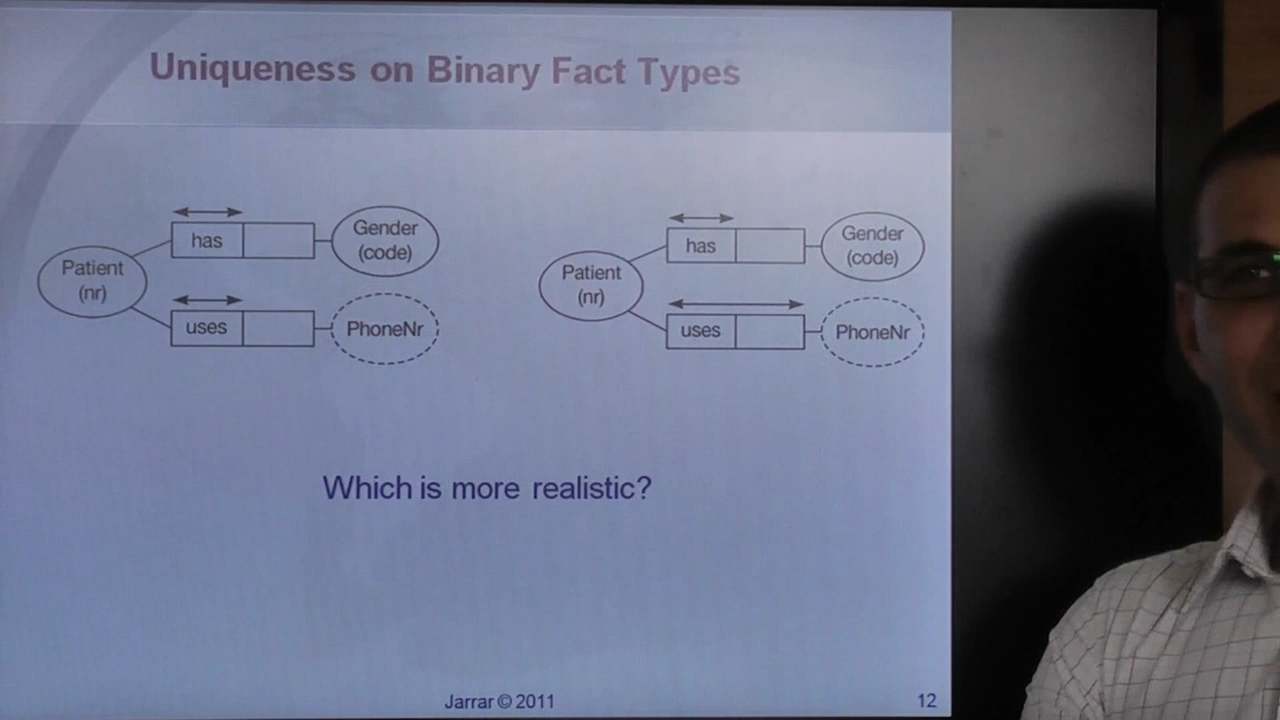 Uniqueness on Binary Fact Types
has
Gender
(code)
Patient
(nr)
uses
PhoneNr
has
Gender
(code)
Patient
(nr)
uses
PhoneNr
Which is more realistic?
Jarrar © 2011
12